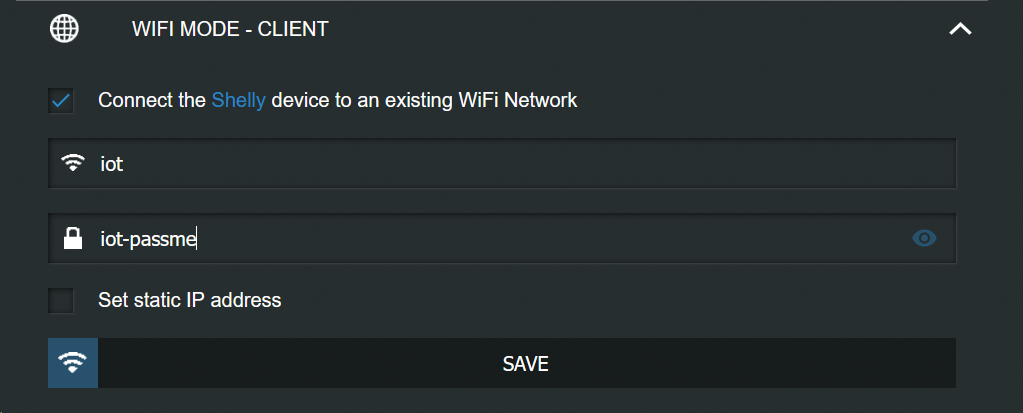 WIFI MODE - CLIENT
Connect the Shelly device to an existing WiFi Network
iot
iot-passme
Set static IP address
SAVE